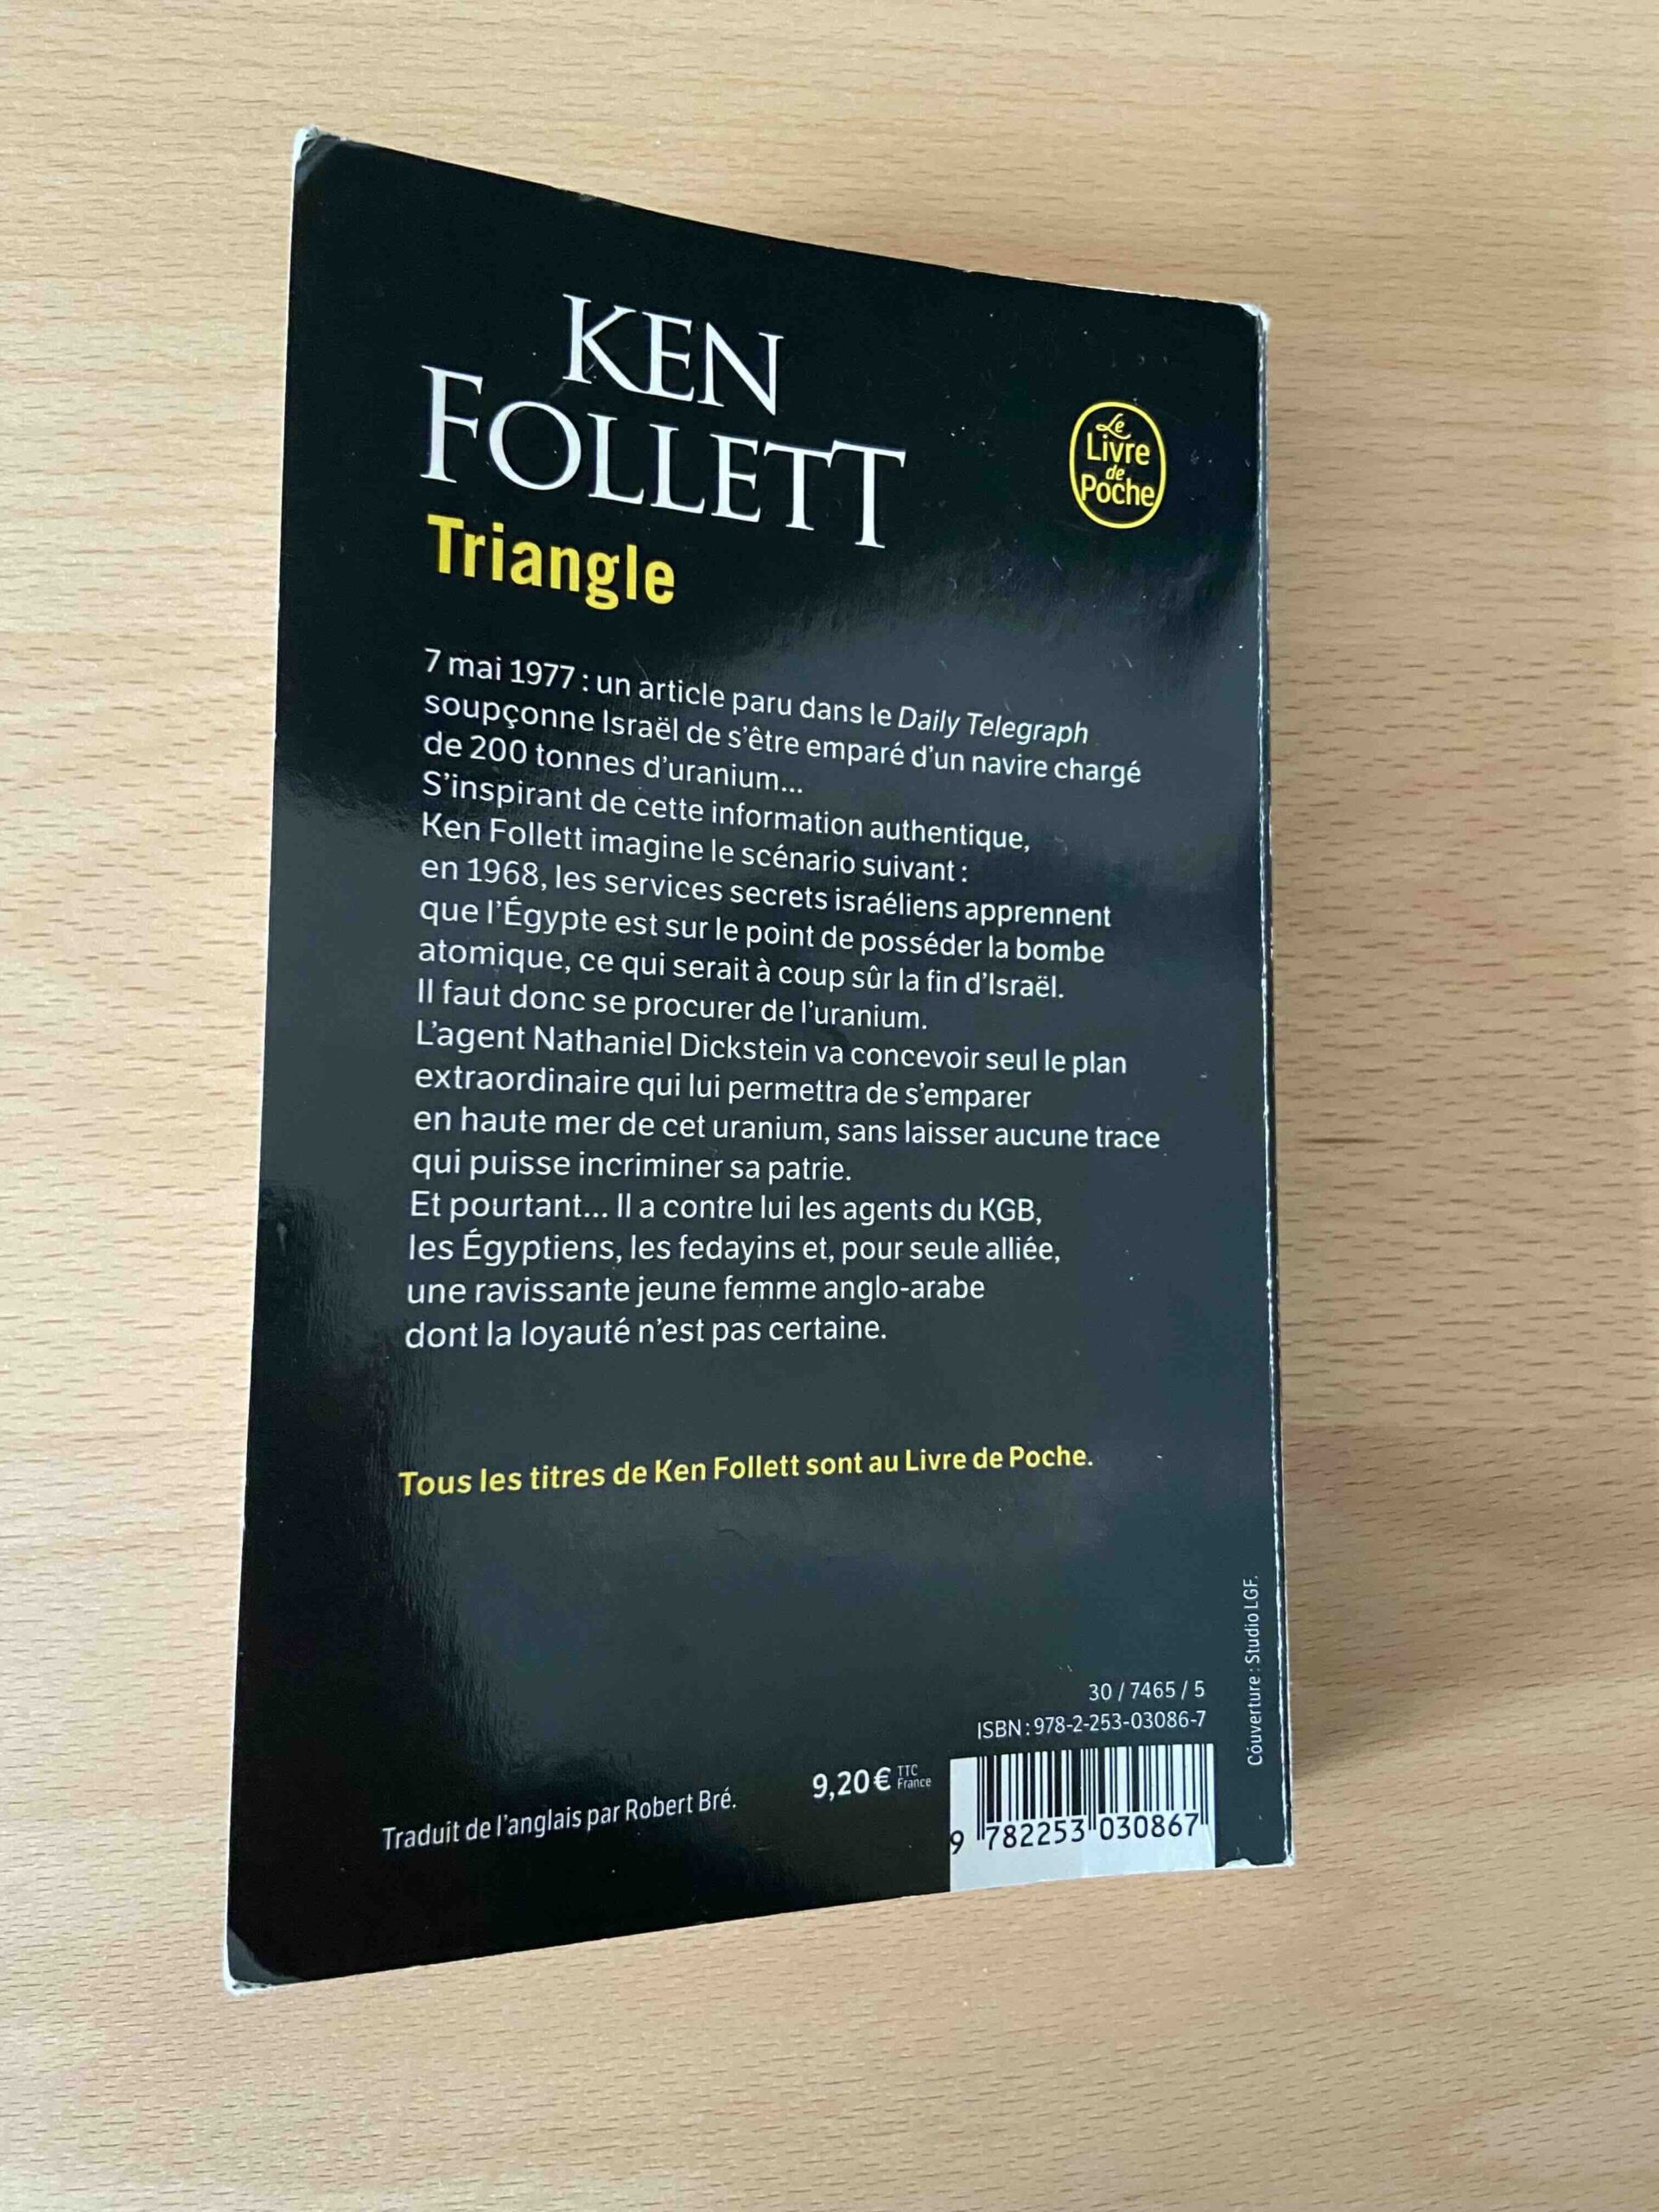 KEN
FOLLETT
Le
Livre
de
Poche
Triangle
7 mai 1977 : un article paru dans le Daily Telegraph
soupçonne Israël de s’être emparé d’un navire chargé
de 200 tonnes d’uranium...
S’inspirant de cette information authentique,
Ken Follett imagine le scénario suivant :
en 1968, les services secrets israéliens apprennent
que l’Égypte est sur le point de posséder la bombe
atomique, ce qui serait à coup sûr la fin d’Israël.
Il faut donc se procurer de l’uranium.
L’agent Nathaniel Dickstein va concevoir seul le plan
extraordinaire qui lui permettra de s’emparer
en haute mer de cet uranium, sans laisser aucune trace
qui puisse incriminer sa patrie.
Et pourtant... Il a contre lui les agents du KGB,
les Égyptiens, les fedayins et, pour seule alliée,
une ravissante jeune femme anglo-arabe
dont la loyauté n’est pas certaine.
Tous les titres de Ken Follett sont au Livre de Poche.
Couverture : Studio LGF.
30 / 7465 / 5
ISBN : 978-2-253-03086-7
9,20 € TTC France
Traduit de l’anglais par Robert Bré.
9 782253 030867